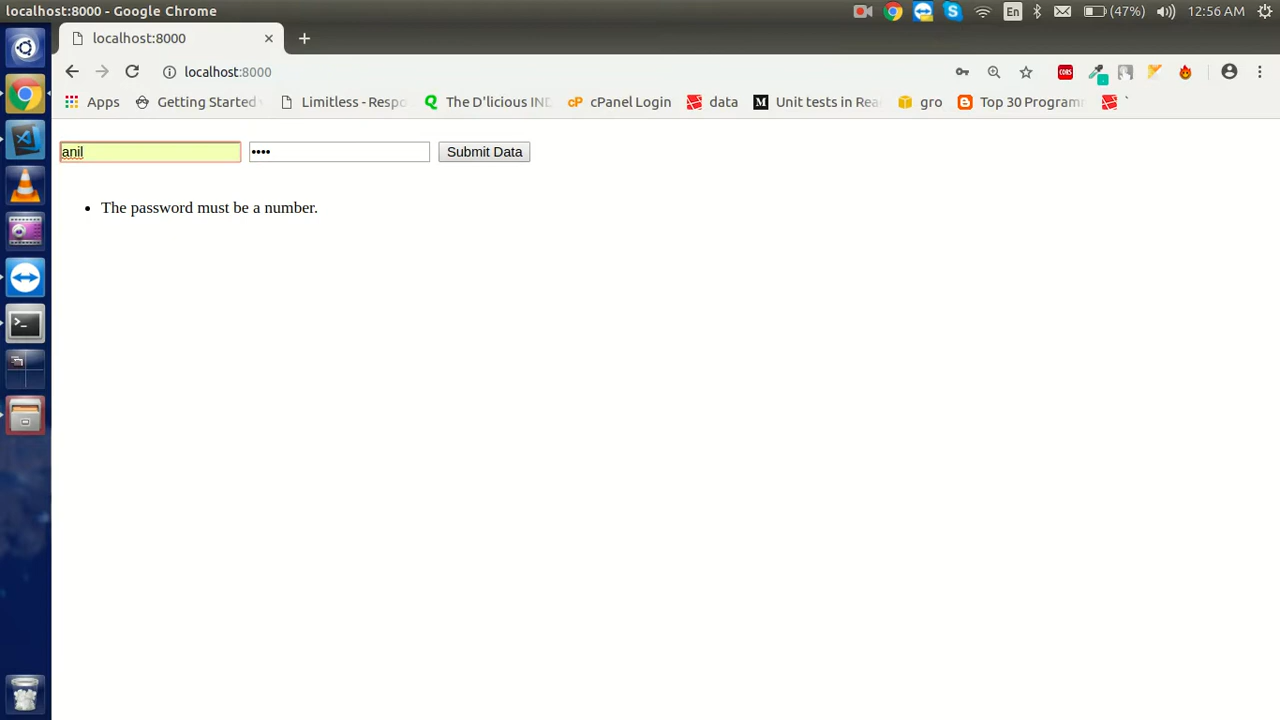 localhost:8000 - Google Chrome
En
(47%)
12:56 AM
localhost:8000
localhost:8000
CORS
Apps
Getting Started
Limitless - Respo
The D'licious IND
cPanel Login
data
Unit tests in Rea
gro
Top 30 Programm
`
anil
••••
Submit Data
• The password must be a number.